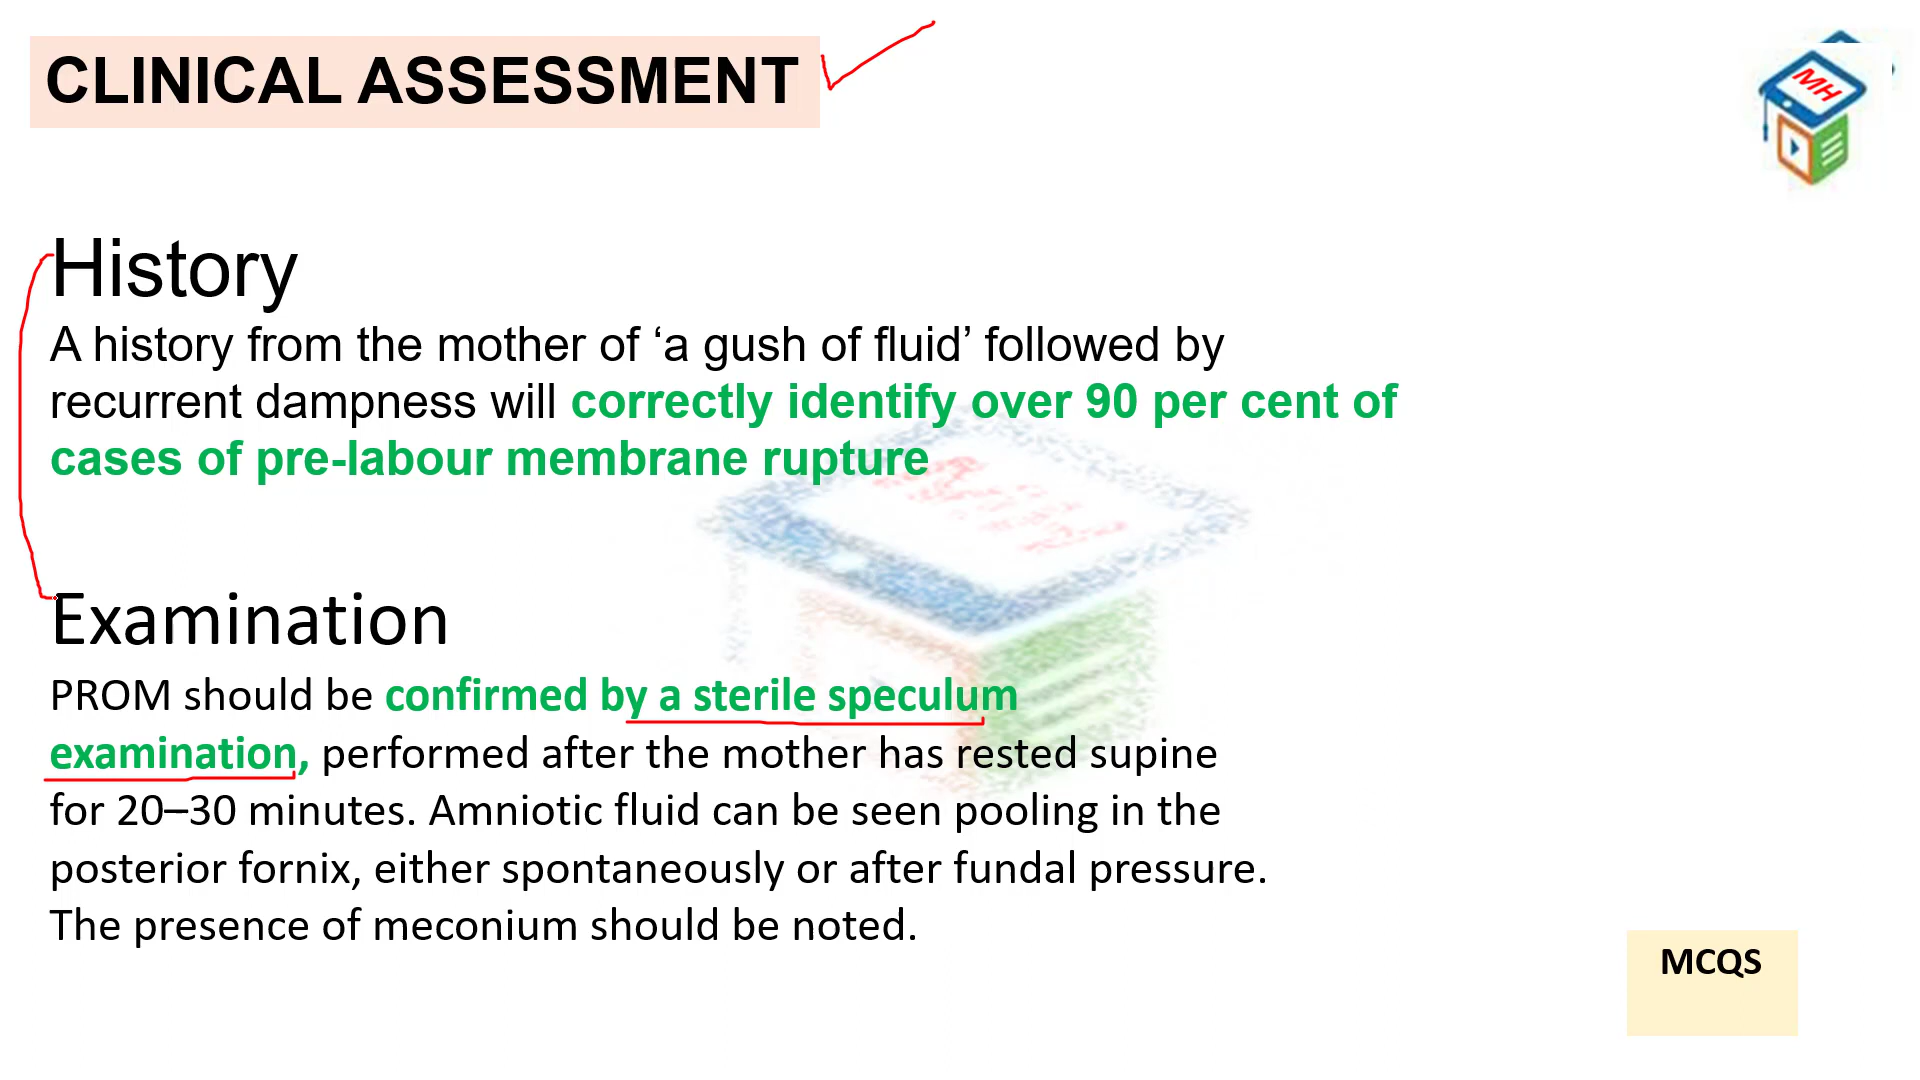 CLINICAL ASSESSMENT
MH
History
A history from the mother of ‘a gush of fluid’ followed by
recurrent dampness will correctly identify over 90 per cent of
cases of pre-labour membrane rupture
Examination
PROM should be confirmed by a sterile speculum
examination, performed after the mother has rested supine
for 20–30 minutes. Amniotic fluid can be seen pooling in the
posterior fornix, either spontaneously or after fundal pressure.
The presence of meconium should be noted.
MCQS